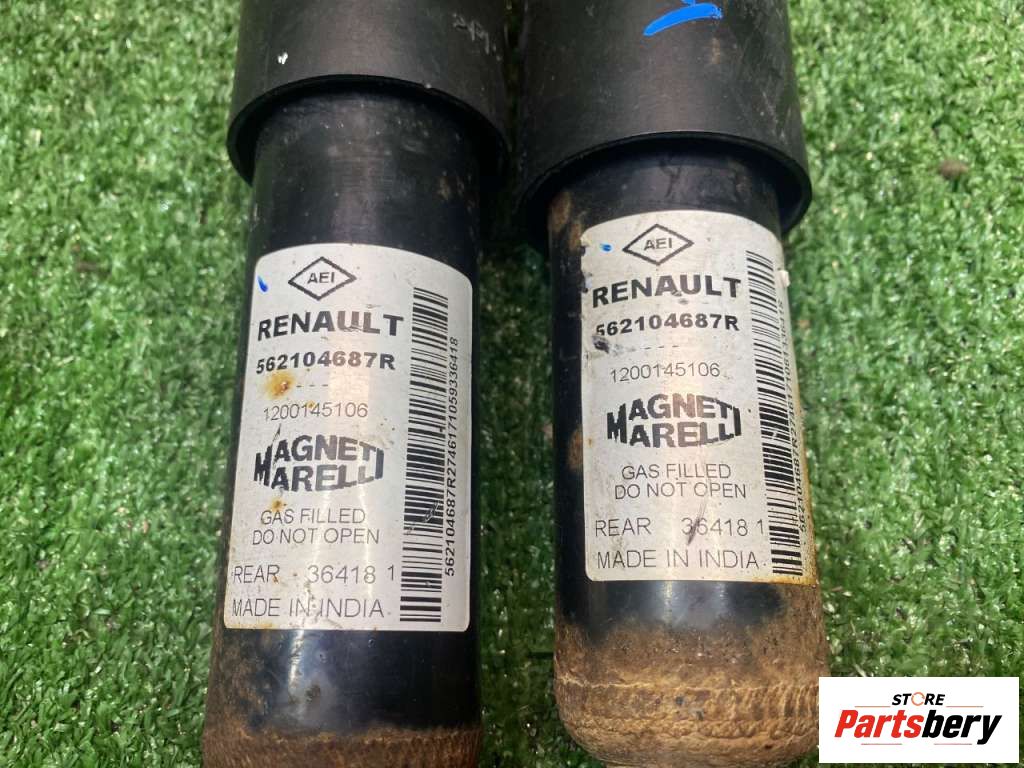 AEI
RENAULT
562104687R
1200145106
MAGNETI
MARELLI
GAS FILLED
DO NOT OPEN
REAR 36418 1
MADE IN INDIA
562104687R2746171059336418
AEI
RENAULT
562104687R
1200145106
MAGNETI
MARELLI
GAS FILLED
DO NOT OPEN
REAR 36418 1
MADE IN INDIA
STORE
Partsbery